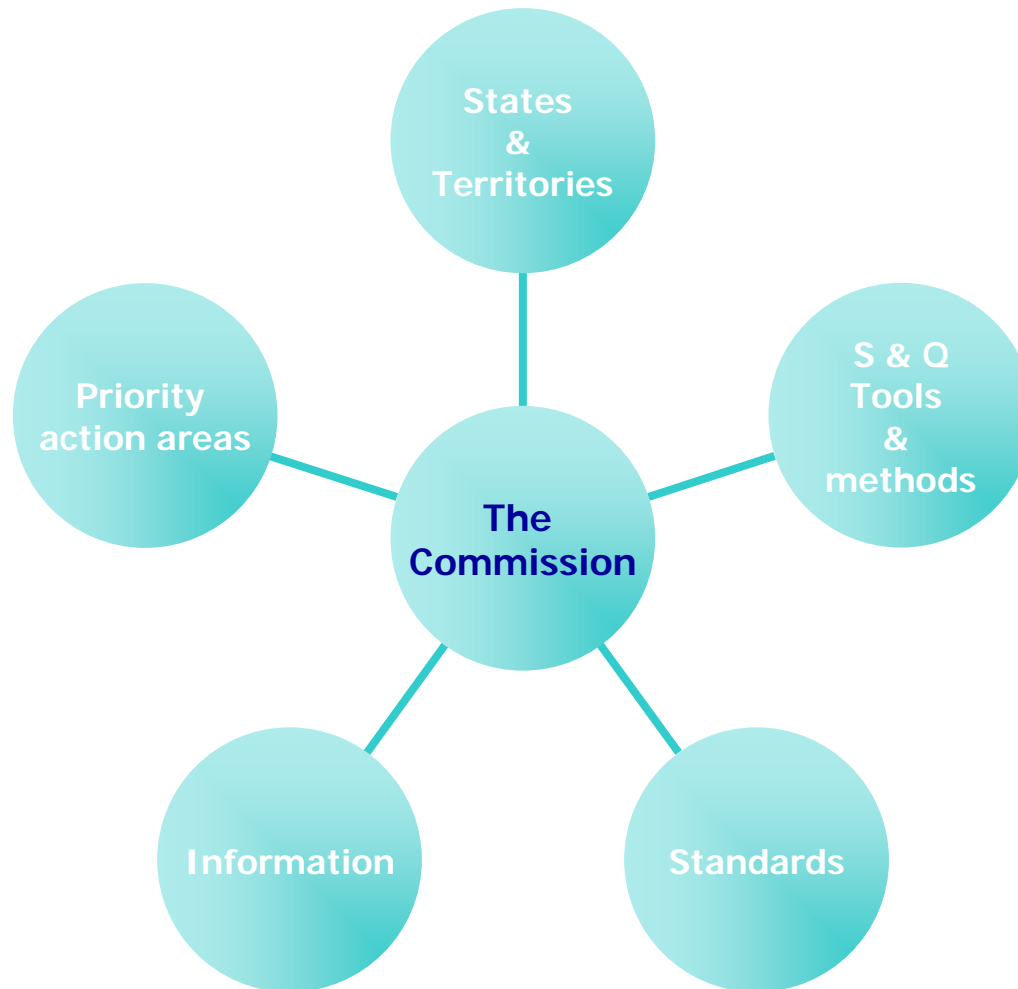 States
&
Territories
Priority
action areas
S & Q
Tools
&
methods
The
Commission
Information
Standards